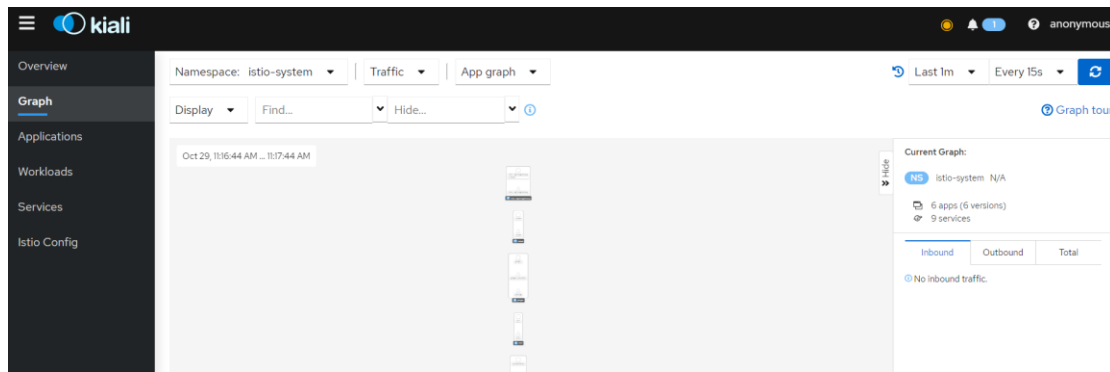 kiali
1
anonymous
Overview
Graph
Applications
Workloads
Services
Istio Config
Namespace: istio-system
Traffic
App graph
Last 1m
Every 15s
Display
Find...
Hide...
Graph tour
Oct 29, 11:16:44 AM ... 11:17:44 AM
Hide
Current Graph:
NS istio-system N/A
6 apps (6 versions)
9 services
Inbound
Outbound
Total
No inbound traffic.